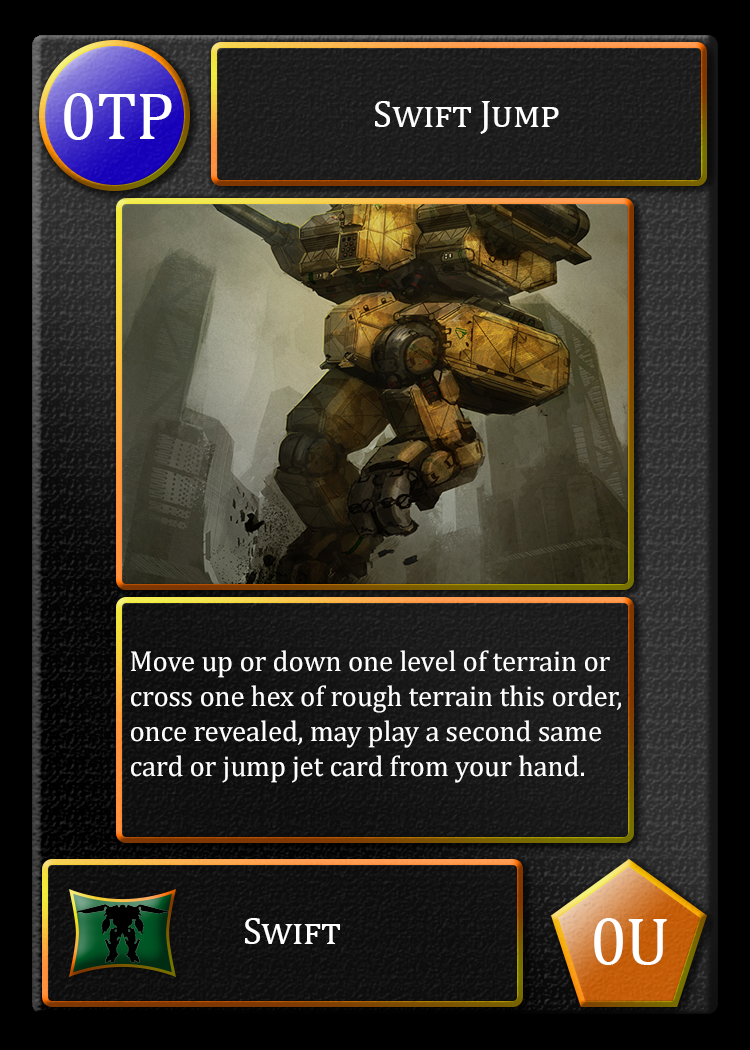 0TP
Swift Jump
Move up or down one level of terrain or
cross one hex of rough terrain this order,
once revealed, may play a second same
card or jump jet card from your hand.
Swift
0U